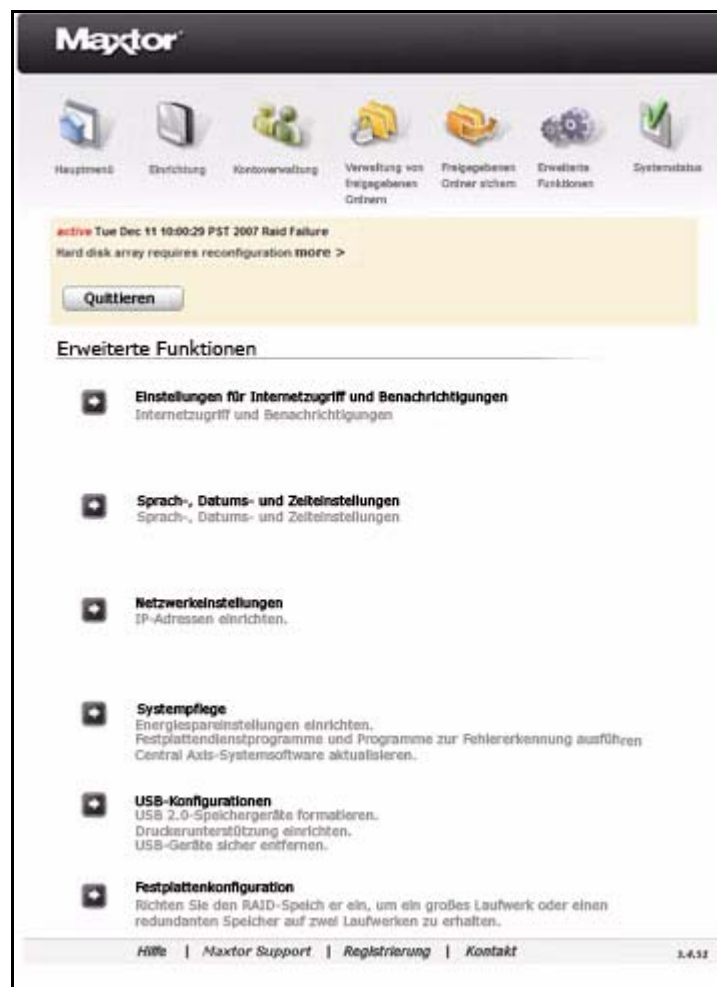 Maxtor
Hauptmenü
Einrichtung
Kontoverwaltung
Verwaltung von
freigegebenen
Ordnern
Freigegebenen
Ordner sichern
Erweiterte
Funktionen
Systemstatus
active Tue Dec 11 10:00:29 PST 2007 Raid Failure
Hard disk array requires reconfiguration more >
Quittieren
Erweiterte Funktionen
Einstellungen für Internetzugriff und Benachrichtigungen
Internetzugriff und Benachrichtigungen
Sprach-, Datums- und Zeiteinstellungen
Sprach-, Datums- und Zeiteinstellungen
Netzwerkeinstellungen
IP-Adressen einrichten.
Systempflege
Energiespareinstellungen einrichten.
Festplattendienstprogramme und Programme zur Fehlererkennung ausführen
Central Axis-Systemsoftware aktualisieren.
USB-Konfigurationen
USB 2.0-Speichergeräte formatieren.
Druckerunterstützung einrichten.
USB-Geräte sicher entfernen.
Festplattenkonfiguration
Richten Sie den RAID-Speich er ein, um ein großes Laufwerk oder einen
redundanten Speicher auf zwei Laufwerken zu erhalten.
Hilfe | Maxtor Support | Registrierung | Kontakt